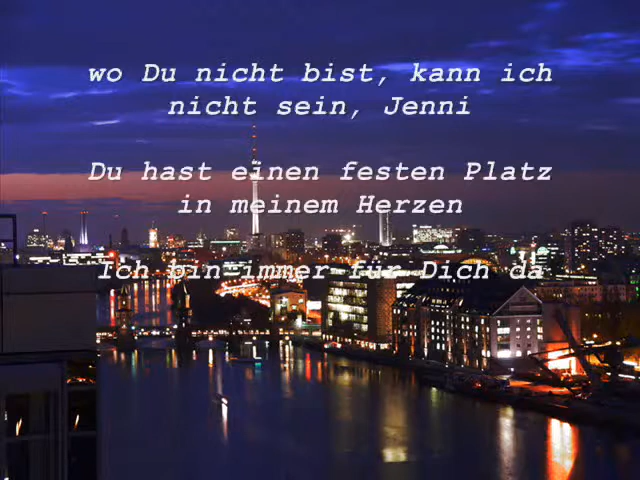 wo Du nicht bist, kann ich
nicht sein, Jenni
Du hast einen festen Platz
in meinem Herzen
Ich bin immer für Dich da